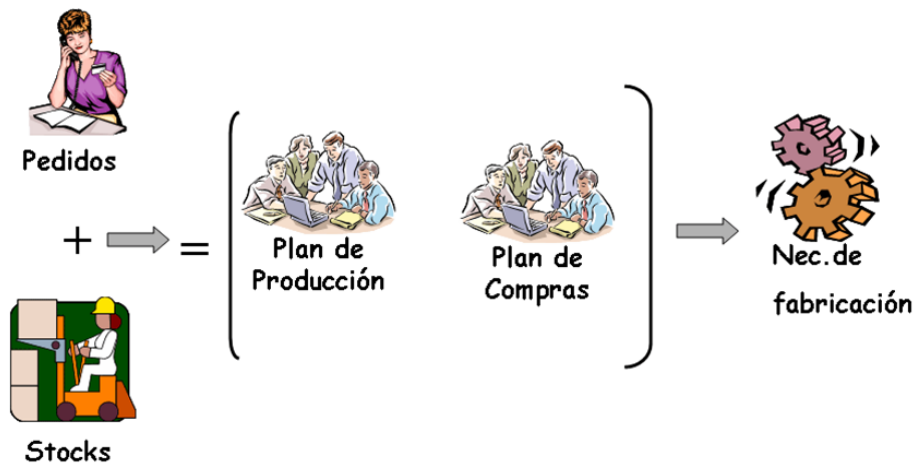 Pedidos
+
=
Stocks
Plan de
Producción
Plan de
Compras
Nec. de
fabricación